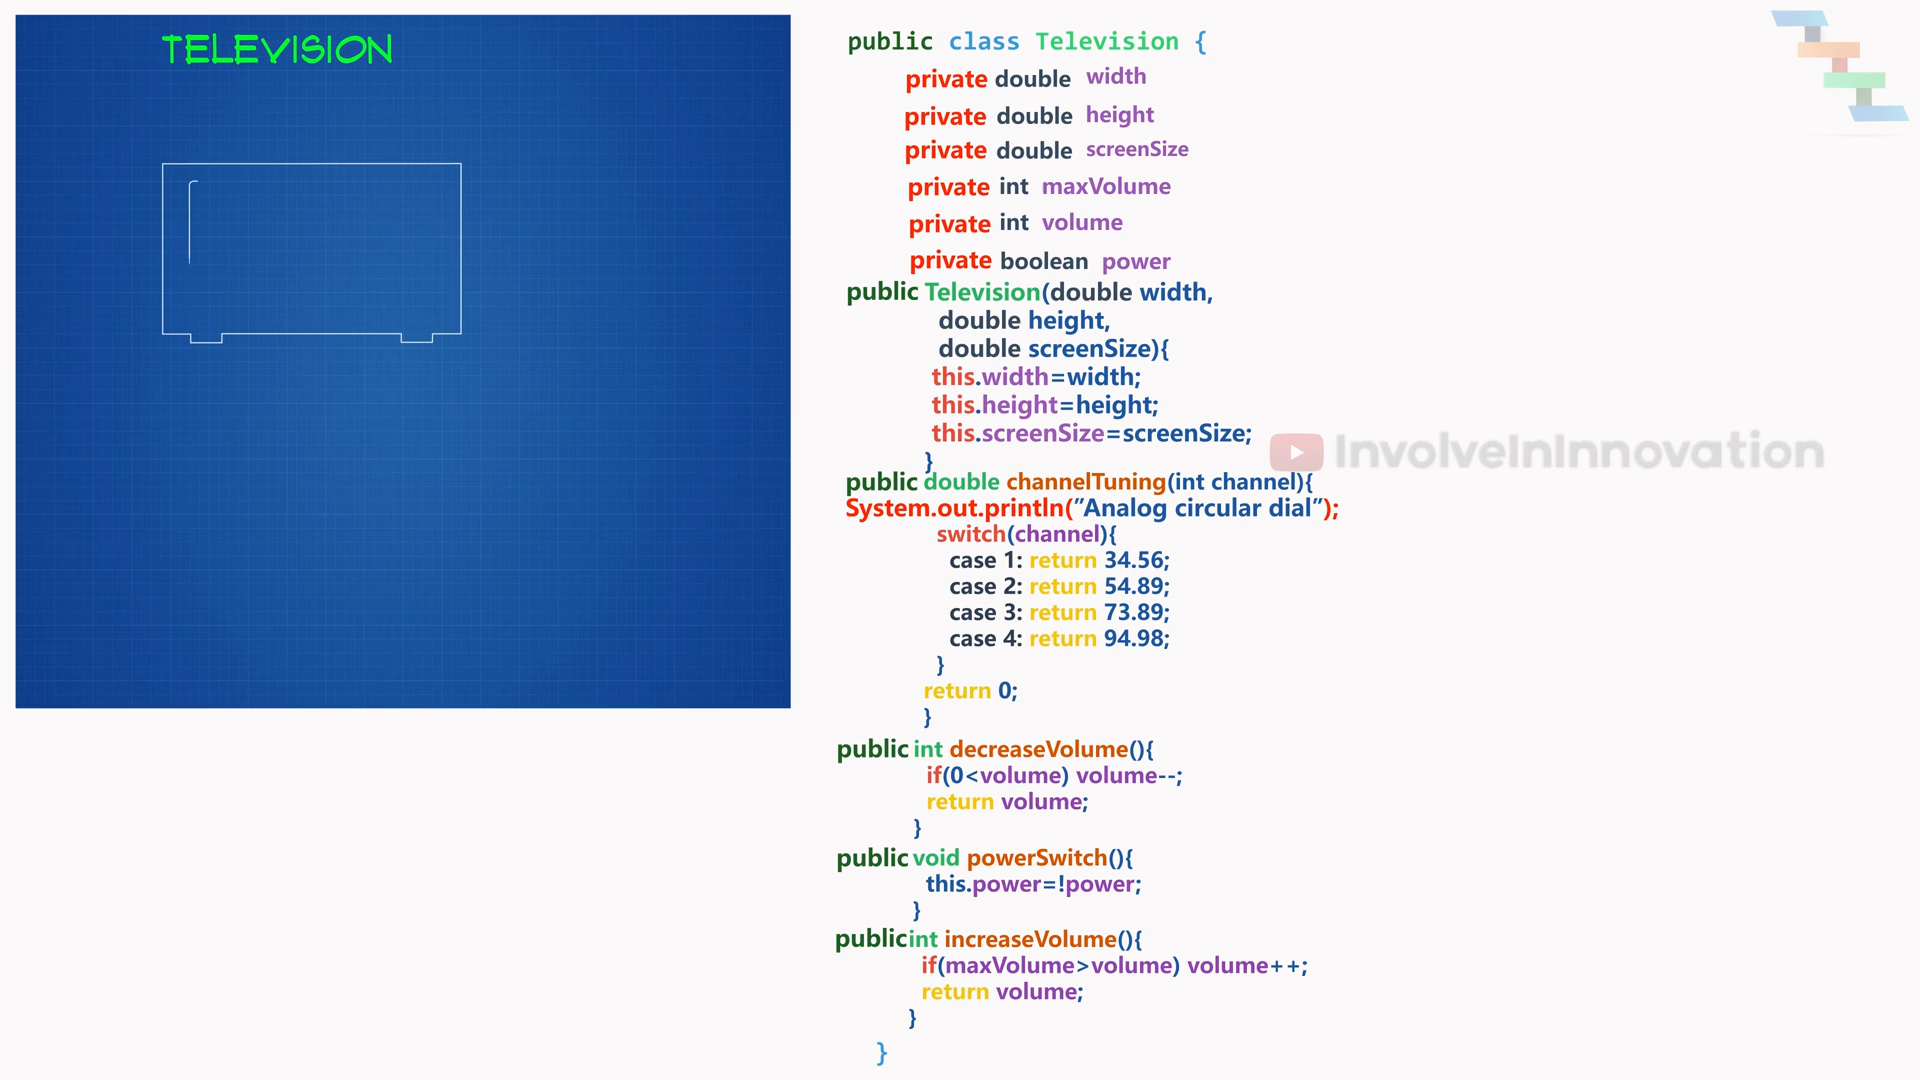 TELEVISION
public class Television {
private double width
private double height
private double screenSize
private int maxVolume
private int volume
private boolean power
public Television(double width,
double height,
double screenSize){
this.width=width;
this.height=height;
this.screenSize=screenSize;
}
InvolveInInnovation
public double channelTuning(int channel){
System.out.println(”Analog circular dial”);
switch(channel){
case 1: return 34.56;
case 2: return 54.89;
case 3: return 73.89;
case 4: return 94.98;
}
return 0;
}
public int decreaseVolume(){
if(0<volume) volume--;
return volume;
}
public void powerSwitch(){
this.power=!power;
}
public int increaseVolume(){
if(maxVolume>volume) volume++;
return volume;
}
}